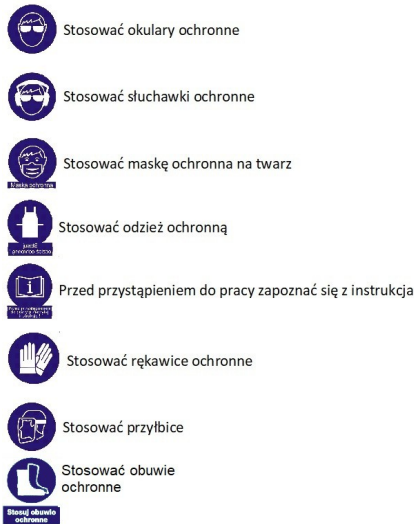 Stosować okulary ochronne
Stosować słuchawki ochronne
Stosować maskę ochronna na twarz
Maska ochronna
Stosować odzież ochronną
Przed przystąpieniem do pracy zapoznać się z instrukcja
i
Stosować rękawice ochronne
Stosować przyłbice
Stosować obuwie
ochronne
Stosuj obuwie
ochronne